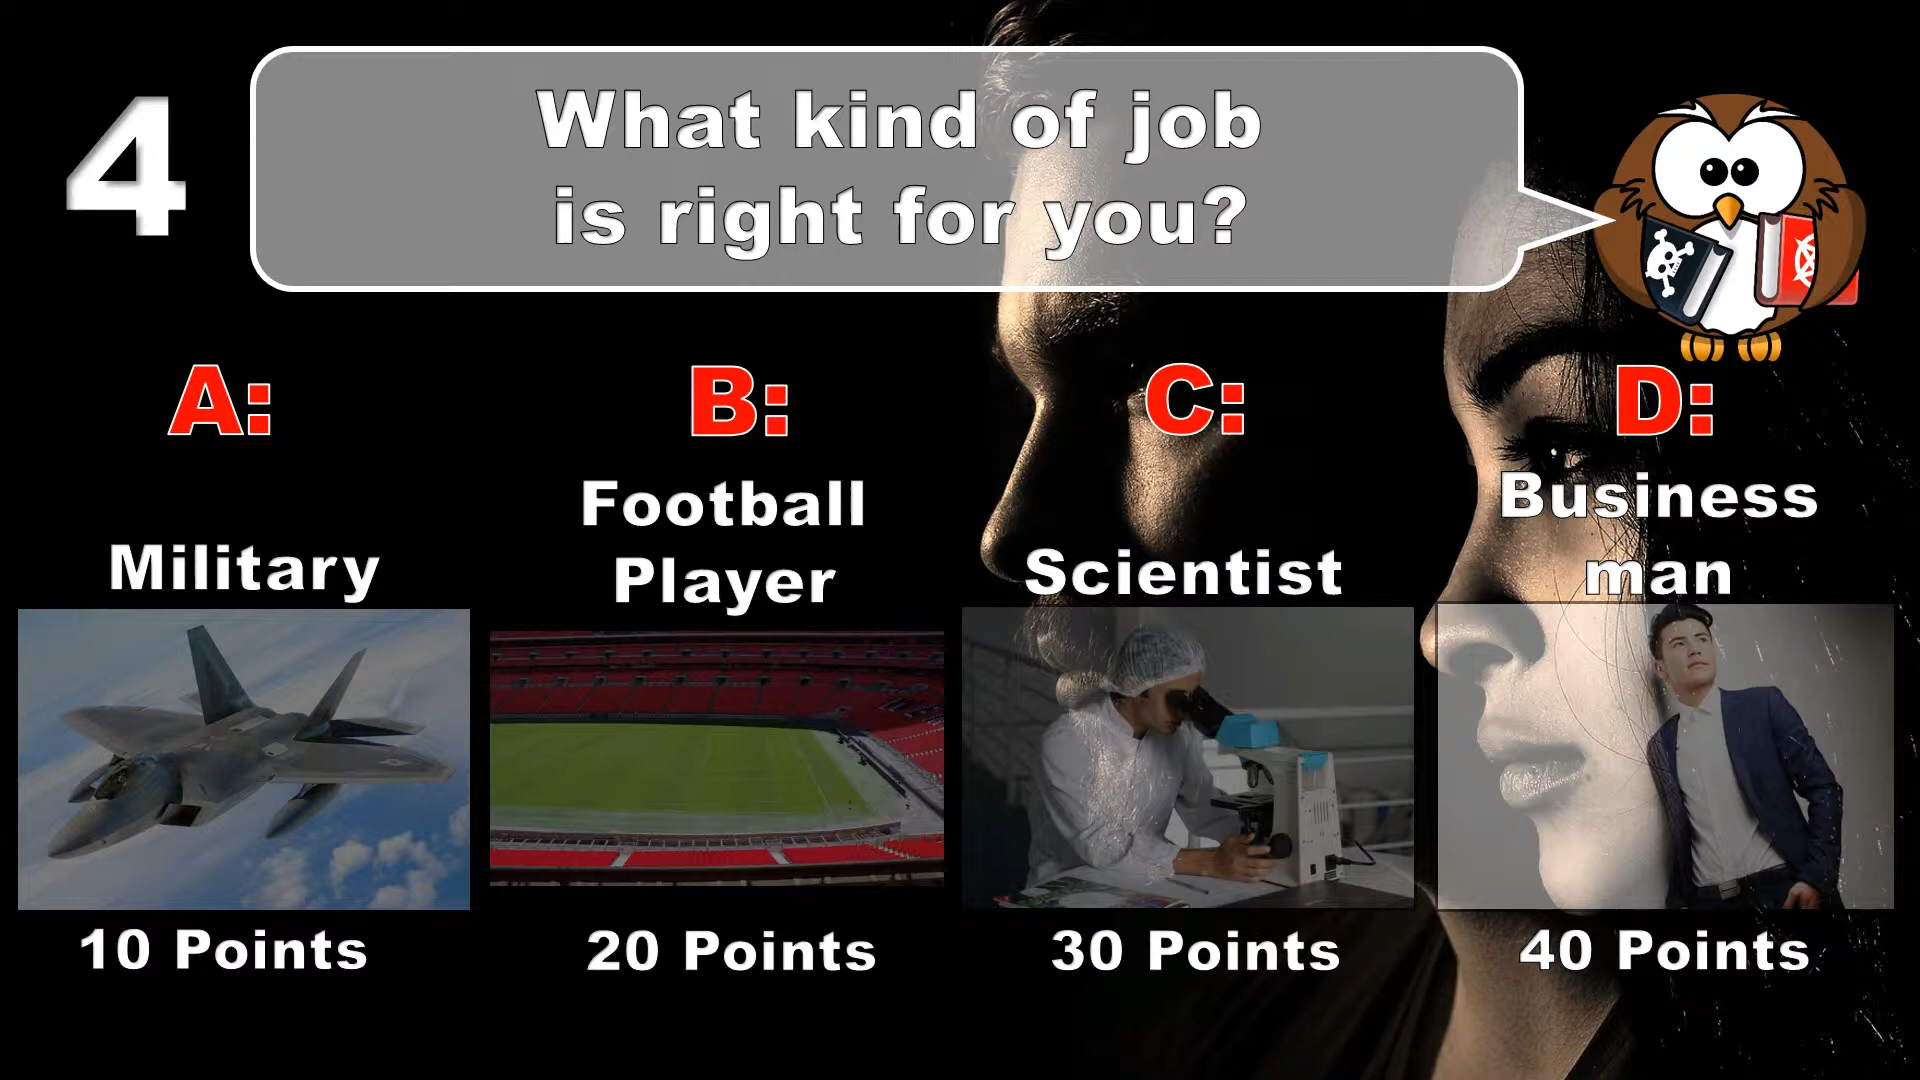 4
What kind of job
is right for you?
A:
Military
10 Points
B:
Football
Player
20 Points
C:
Scientist
30 Points
D:
Business
man
40 Points